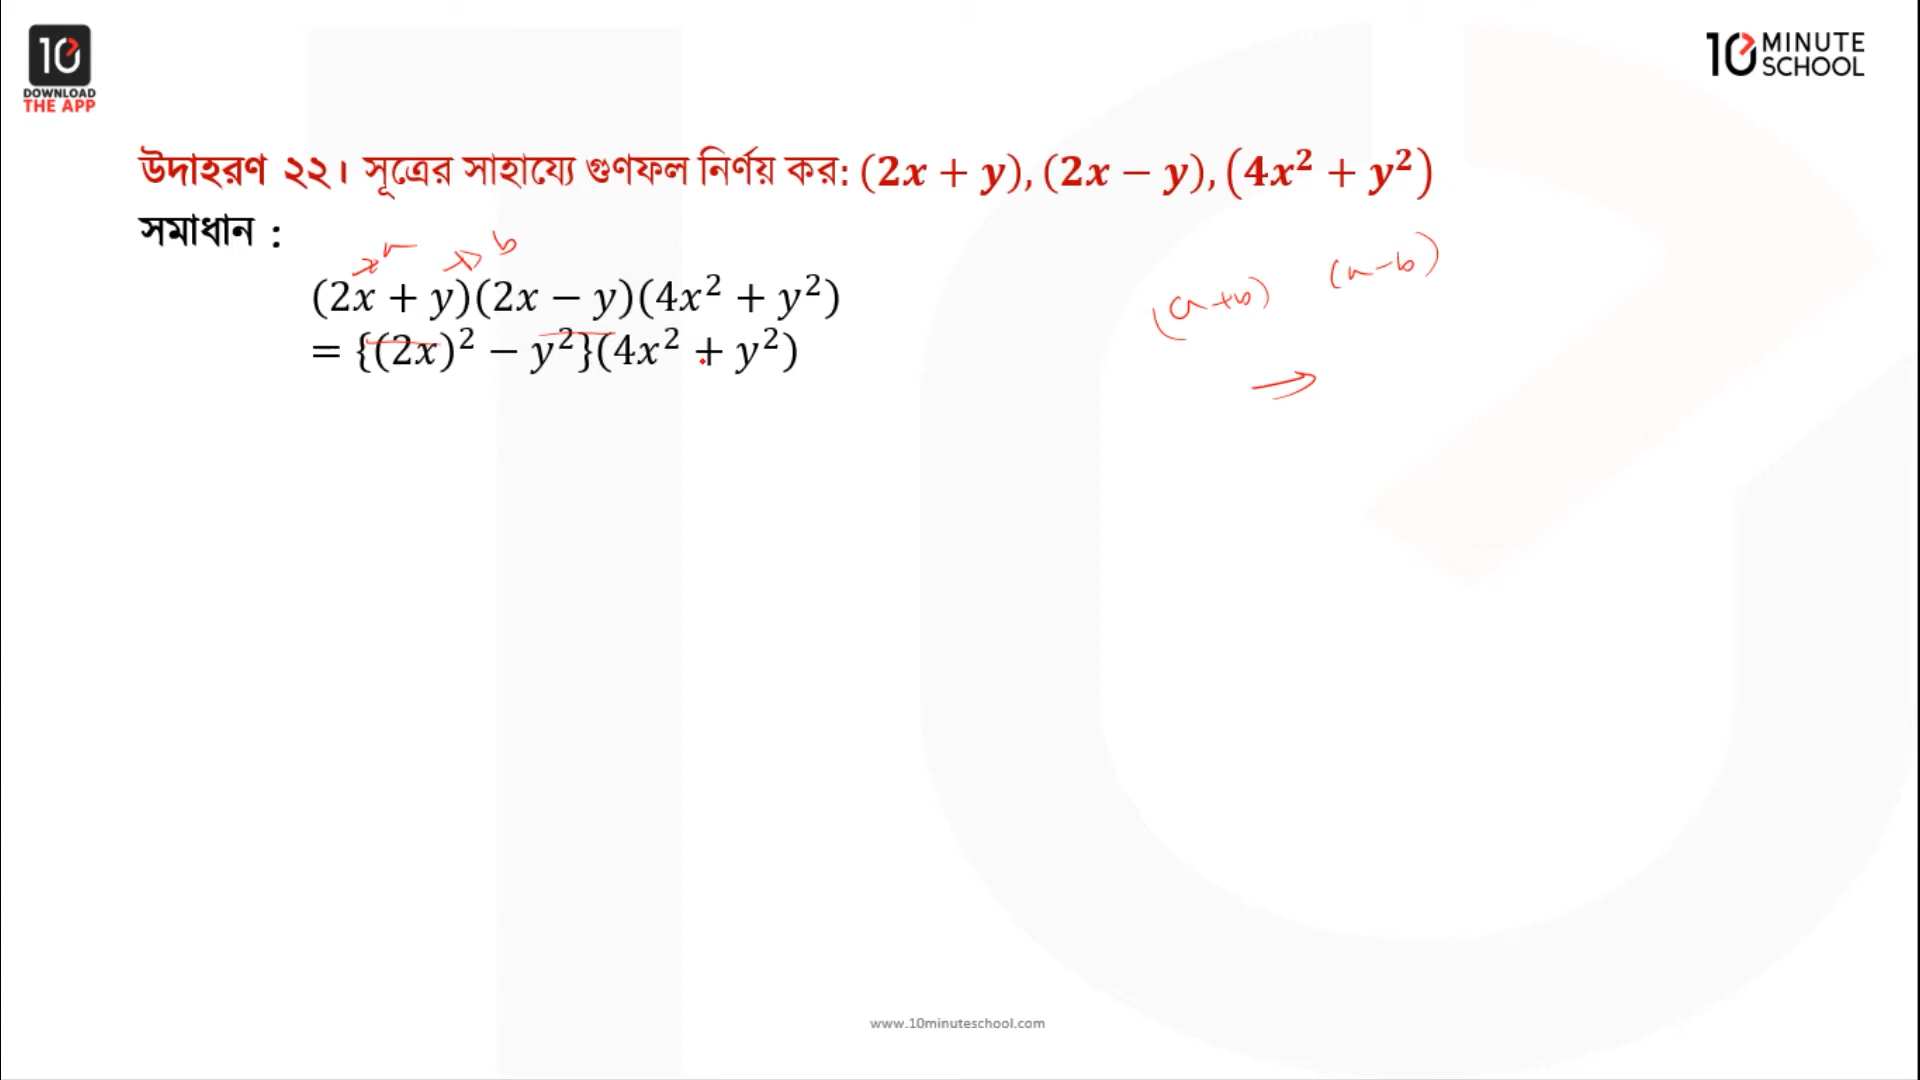 10
DOWNLOAD
THE APP
10 MINUTE
SCHOOL
উদাহরণ ২২। সূত্রের সাহায্যে গুণফল নির্ণয় কর: (2x + y), (2x − y), (4x² + y²)
সমাধান :
a b
(a+b) (a−b)
(2x + y)(2x − y)(4x² + y²)
= {(2x)² − y²}(4x² + y²)
www.10minuteschool.com